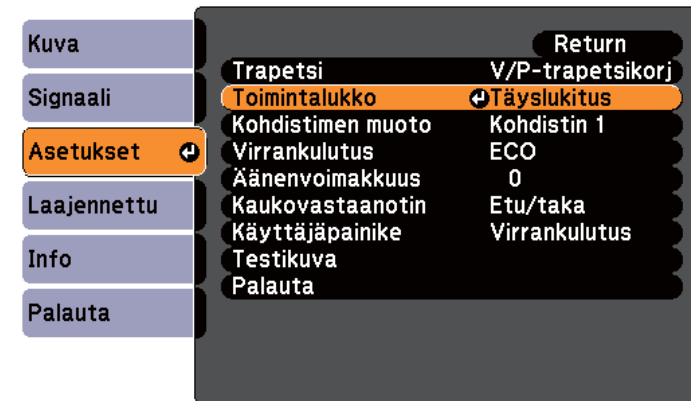 Kuva
Signaali
Asetukset
Laajennettu
Info
Palauta
Return
Trapetsi V/P-trapetsikorj
Toimintalukko Täyslukitus
Kohdistimen muoto Kohdistin 1
Virrankulutus ECO
Äänenvoimakkuus 0
Kaukovastaanotin Etu/taka
Käyttäjäpainike Virrankulutus
Testikuva
Palauta